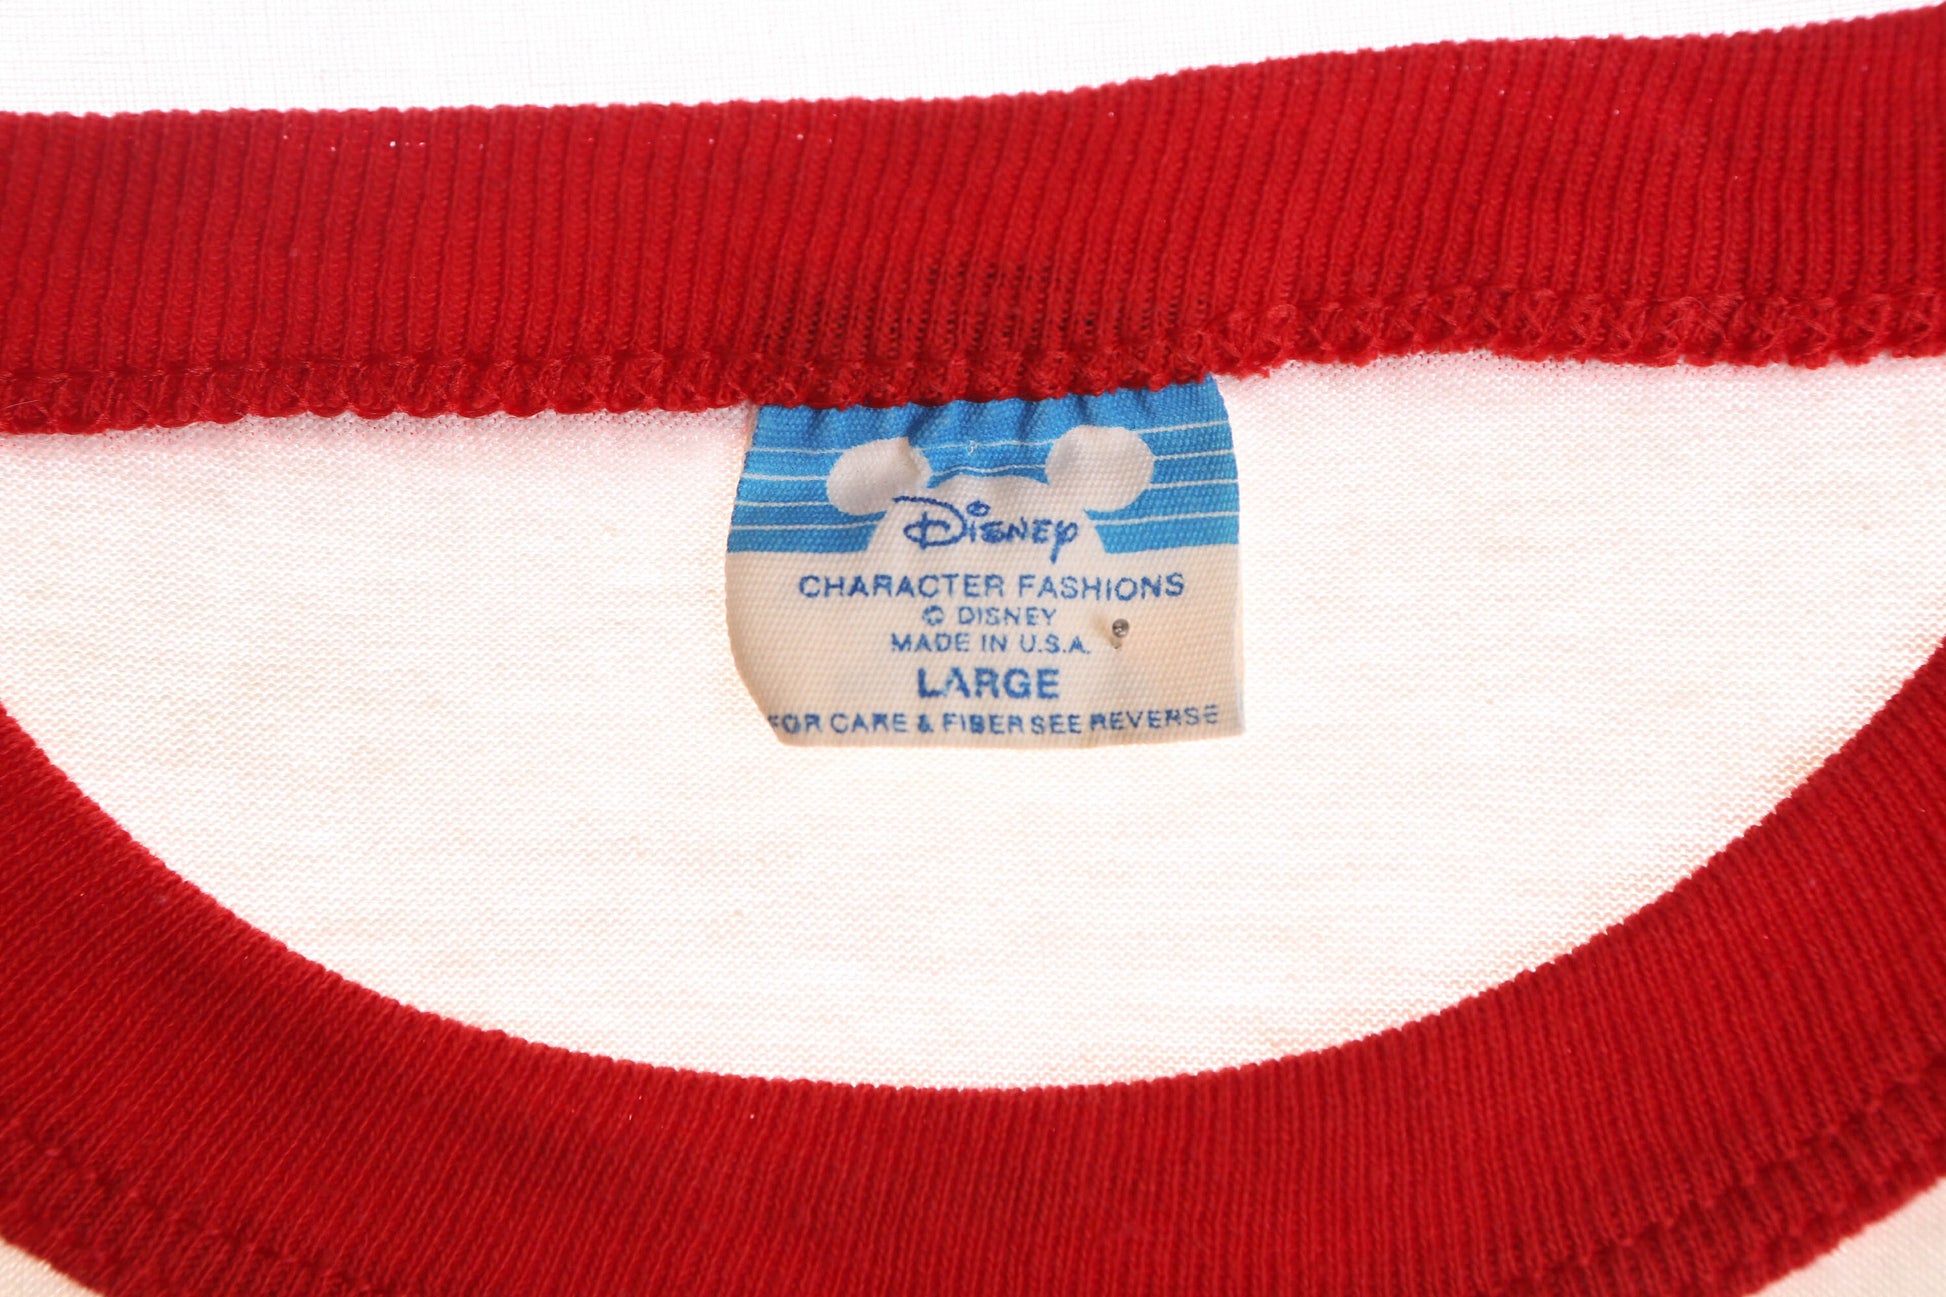 Disney
CHARACTER FASHIONS
© DISNEY
MADE IN U.S.A.
LARGE
FOR CARE & FIBER SEE REVERSE